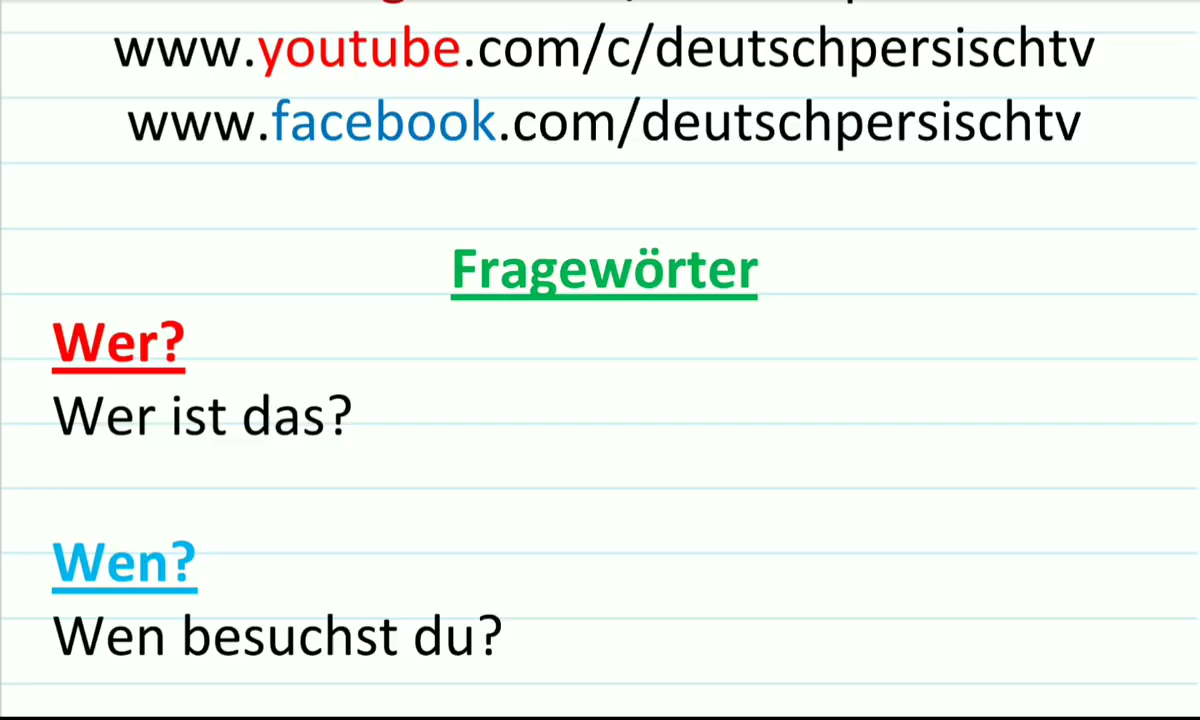 www.youtube.com/c/deutschpersischtv
www.facebook.com/deutschpersischtv
Fragewörter
Wer?
Wer ist das?
Wen?
Wen besuchst du?